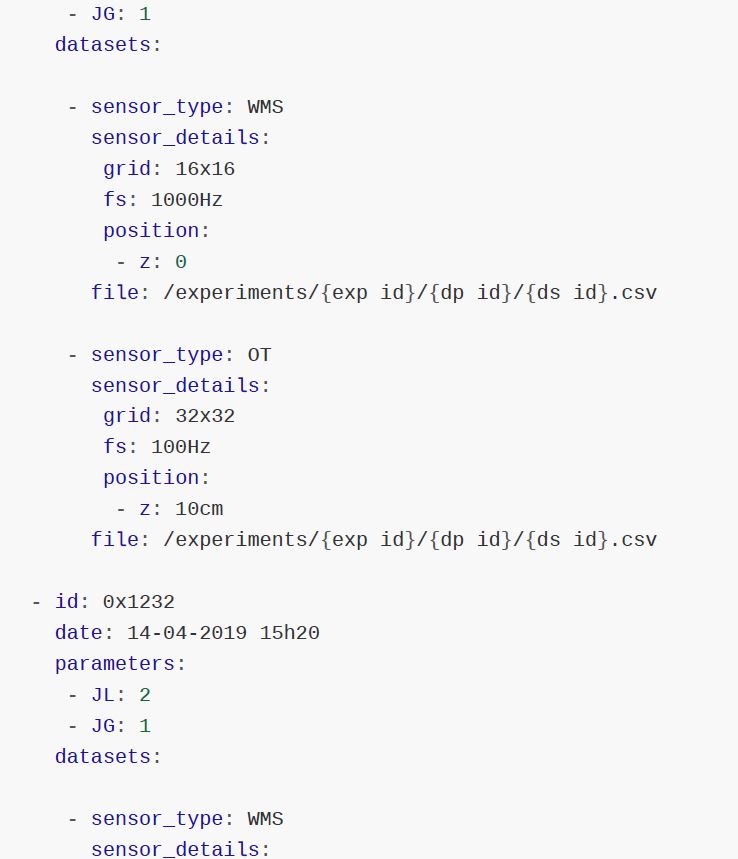 - JG: 1
datasets:
- sensor_type: WMS
sensor_details:
grid: 16x16
fs: 1000Hz
position:
- z: 0
file: /experiments/{exp id}/{dp id}/{ds id}.csv
- sensor_type: OT
sensor_details:
grid: 32x32
fs: 100Hz
position:
- z: 10cm
file: /experiments/{exp id}/{dp id}/{ds id}.csv
- id: 0x1232
date: 14-04-2019 15h20
parameters:
- JL: 2
- JG: 1
datasets:
- sensor_type: WMS
sensor_details: